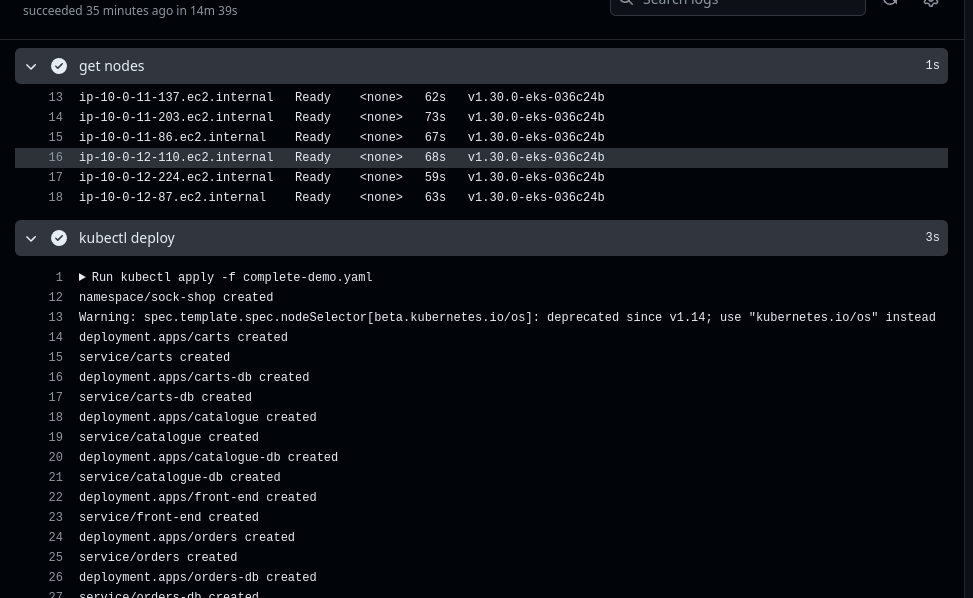 succeeded 35 minutes ago in 14m 39s
Search logs
get nodes 1s
13 ip-10-0-11-137.ec2.internal Ready <none> 62s v1.30.0-eks-036c24b
14 ip-10-0-11-203.ec2.internal Ready <none> 73s v1.30.0-eks-036c24b
15 ip-10-0-11-86.ec2.internal Ready <none> 67s v1.30.0-eks-036c24b
16 ip-10-0-12-110.ec2.internal Ready <none> 68s v1.30.0-eks-036c24b
17 ip-10-0-12-224.ec2.internal Ready <none> 59s v1.30.0-eks-036c24b
18 ip-10-0-12-87.ec2.internal Ready <none> 63s v1.30.0-eks-036c24b
kubectl deploy 3s
1 Run kubectl apply -f complete-demo.yaml
12 namespace/sock-shop created
13 Warning: spec.template.spec.nodeSelector[beta.kubernetes.io/os]: deprecated since v1.14; use "kubernetes.io/os" instead
14 deployment.apps/carts created
15 service/carts created
16 deployment.apps/carts-db created
17 service/carts-db created
18 deployment.apps/catalogue created
19 service/catalogue created
20 deployment.apps/catalogue-db created
21 service/catalogue-db created
22 deployment.apps/front-end created
23 service/front-end created
24 deployment.apps/orders created
25 service/orders created
26 deployment.apps/orders-db created
27 service/orders-db created